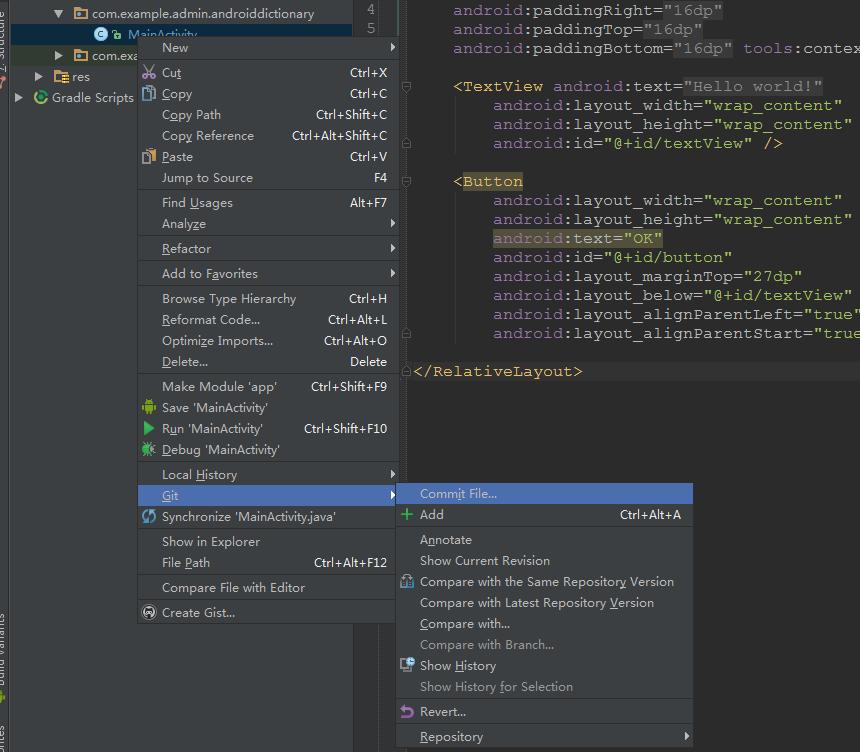 Z: Structure
com.example.admin.androiddictionary
MainActivity
com.exa
res
Gradle Scripts
New
Cut Ctrl+X
Copy Ctrl+C
Copy Path Ctrl+Shift+C
Copy Reference Ctrl+Alt+Shift+C
Paste Ctrl+V
Jump to Source F4
Find Usages Alt+F7
Analyze
Refactor
Add to Favorites
Browse Type Hierarchy Ctrl+H
Reformat Code... Ctrl+Alt+L
Optimize Imports... Ctrl+Alt+O
Delete... Delete
Make Module 'app' Ctrl+Shift+F9
Save 'MainActivity'
Run 'MainActivity' Ctrl+Shift+F10
Debug 'MainActivity'
Local History
Git
Synchronize 'MainActivity.java'
Show in Explorer
File Path Ctrl+Alt+F12
Compare File with Editor
Create Gist...
Commit File...
Add Ctrl+Alt+A
Annotate
Show Current Revision
Compare with the Same Repository Version
Compare with Latest Repository Version
Compare with...
Compare with Branch...
Show History
Show History for Selection
Revert...
Repository
4
5
android:paddingRight="16dp"
android:paddingTop="16dp"
android:paddingBottom="16dp" tools:contex
<TextView android:text="Hello world!"
android:layout_width="wrap_content"
android:layout_height="wrap_content"
android:id="@+id/textView" />
<Button
android:layout_width="wrap_content"
android:layout_height="wrap_content"
android:text="OK"
android:id="@+id/button"
android:layout_marginTop="27dp"
android:layout_below="@+id/textView"
android:layout_alignParentLeft="true"
android:layout_alignParentStart="true
</RelativeLayout>
Build Variants